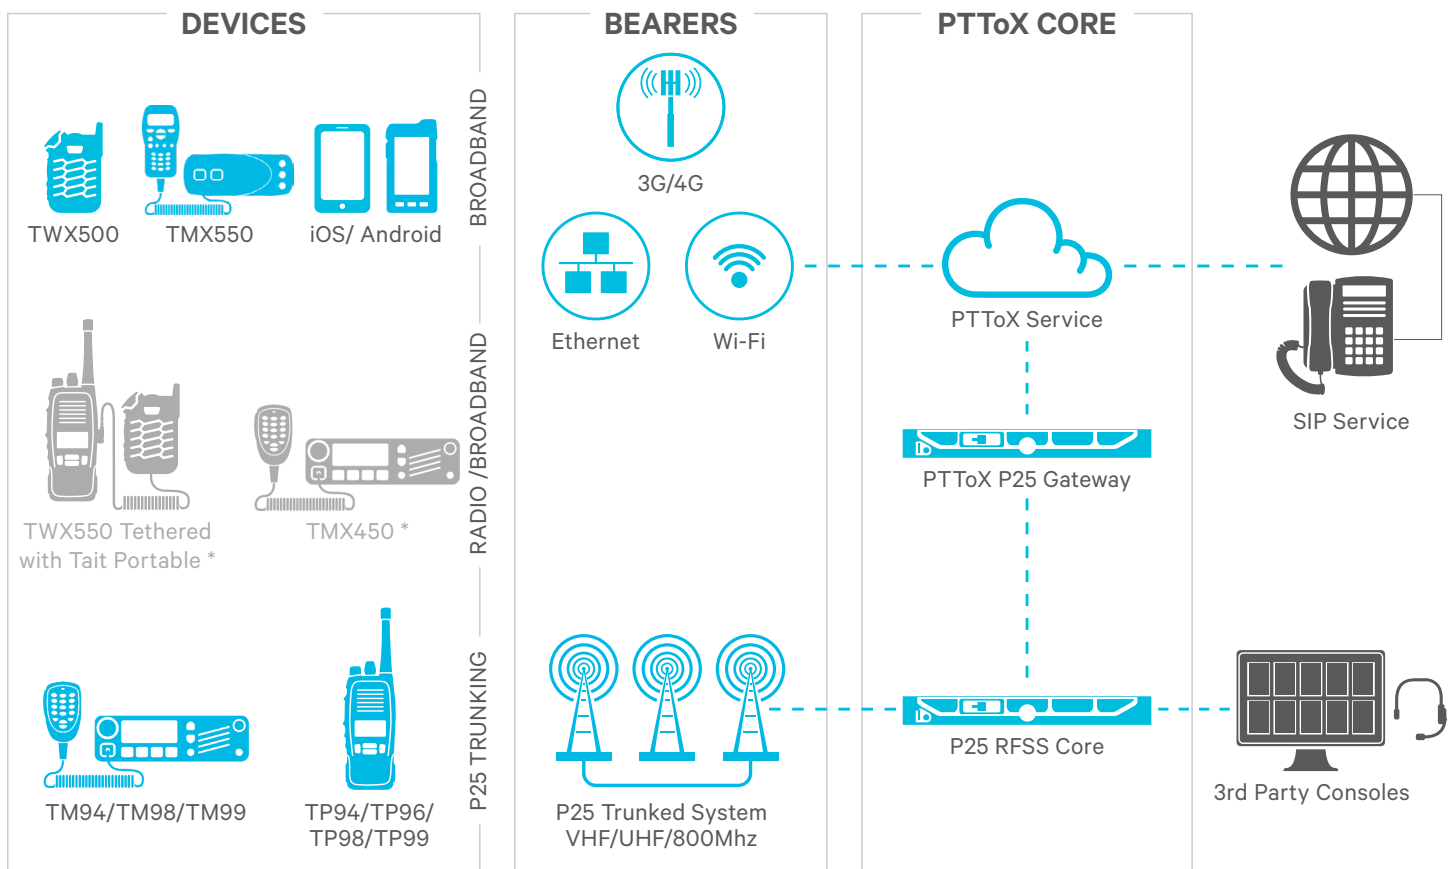 DEVICES
BEARERS
PTToX CORE
BROADBAND
TWX500
TMX550
iOS/ Android
3G/4G
Ethernet
Wi-Fi
PTToX Service
SIP Service
RADIO /BROADBAND
TWX550 Tethered
with Tait Portable *
TMX450 *
PTToX P25 Gateway
P25 TRUNKING
TM94/TM98/TM99
TP94/TP96/
TP98/TP99
P25 Trunked System
VHF/UHF/800Mhz
P25 RFSS Core
3rd Party Consoles